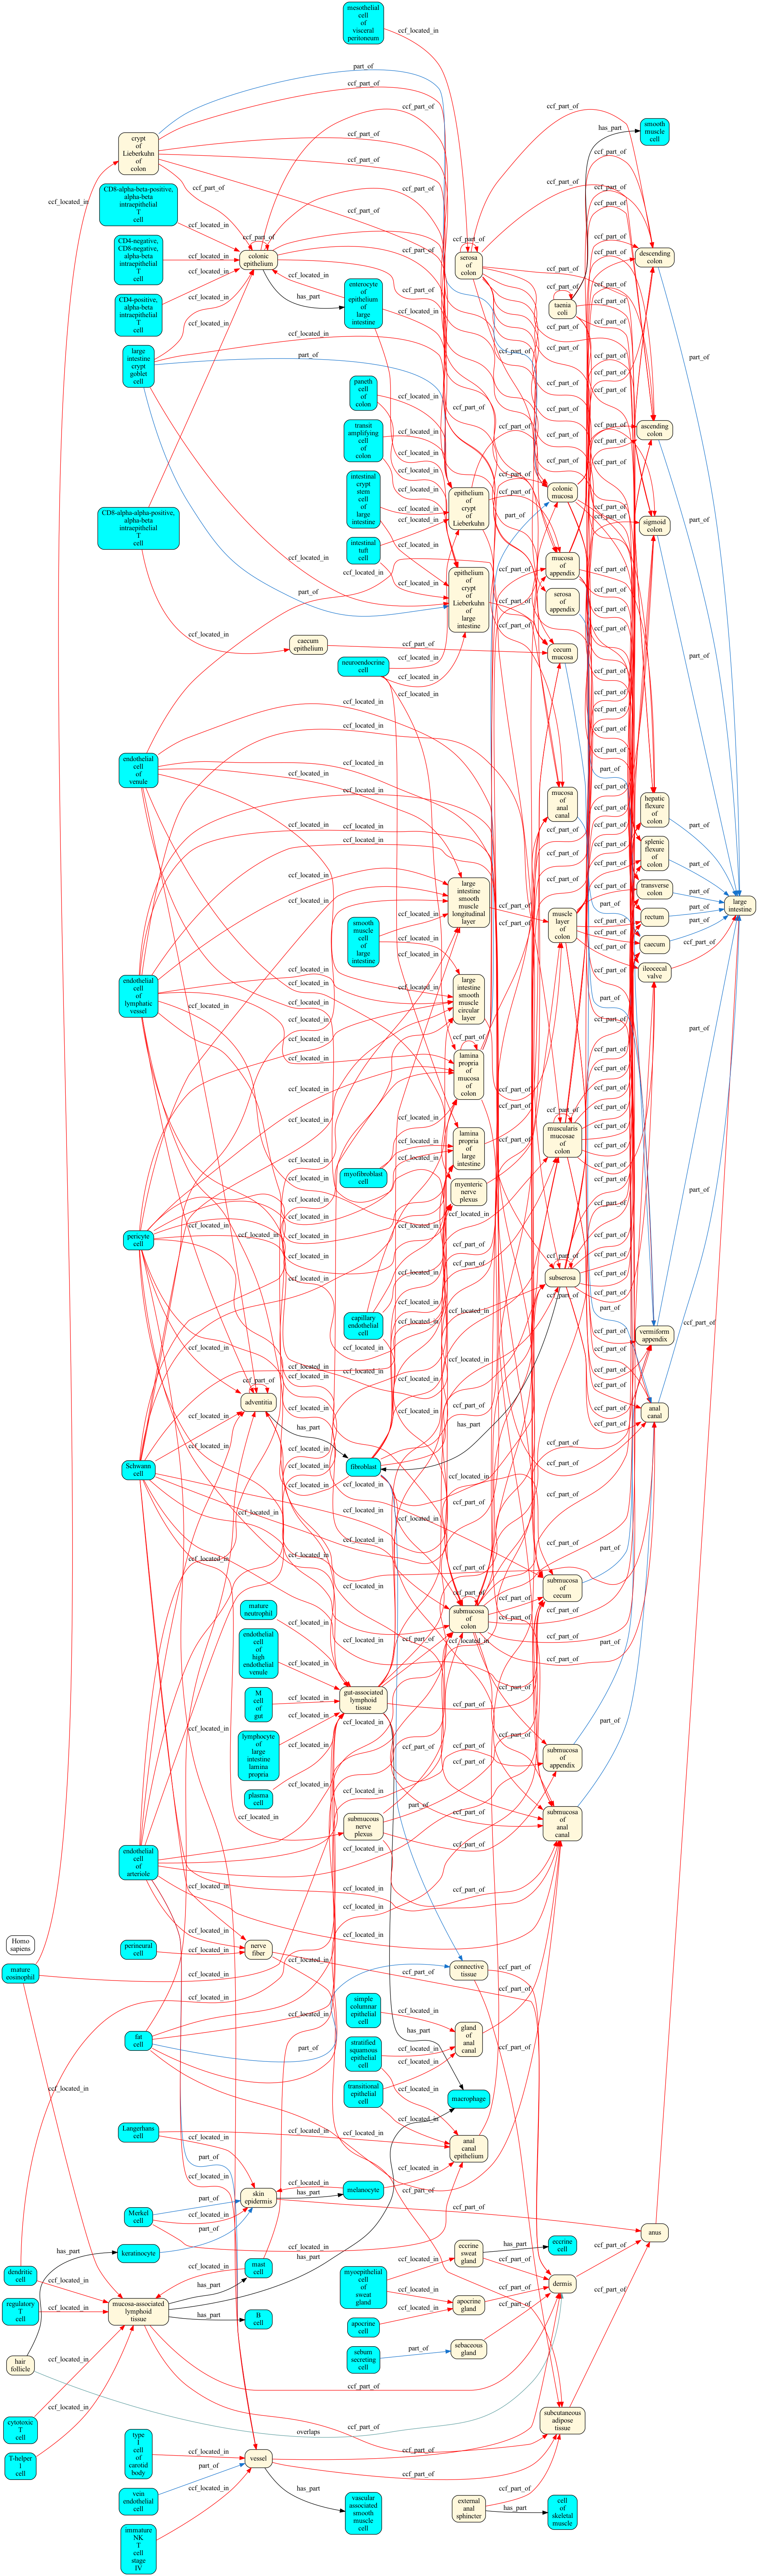 mesothelial
cell
of
visceral
peritoneum
ccf_located_in
part_of
ccf_part_of
crypt
of
Lieberkuhn
of
colon
smooth
muscle
cell
has_part
CD8-alpha-beta-positive,
alpha-beta
intraepithelial
T
cell
CD4-negative,
CD8-negative,
alpha-beta
intraepithelial
T
cell
colonic
epithelium
serosa
of
colon
descending
colon
CD4-positive,
alpha-beta
intraepithelial
T
cell
enterocyte
of
epithelium
of
large
intestine
taenia
coli
large
intestine
crypt
goblet
cell
paneth
cell
of
colon
transit
amplifying
cell
of
colon
ascending
colon
intestinal
crypt
stem
cell
of
large
intestine
epithelium
of
crypt
of
Lieberkuhn
colonic
mucosa
sigmoid
colon
CD8-alpha-alpha-positive,
alpha-beta
intraepithelial
T
cell
intestinal
tuft
cell
epithelium
of
crypt
of
Lieberkuhn
of
large
intestine
mucosa
of
appendix
serosa
of
appendix
caecum
epithelium
neuroendocrine
cell
cecum
mucosa
endothelial
cell
of
venule
mucosa
of
anal
canal
hepatic
flexure
of
colon
splenic
flexure
of
colon
large
intestine
smooth
muscle
longitudinal
layer
transverse
colon
large
intestine
muscle
layer
of
colon
rectum
smooth
muscle
cell
of
large
intestine
caecum
ileocecal
valve
endothelial
cell
of
lymphatic
vessel
large
intestine
smooth
muscle
circular
layer
lamina
propria
of
mucosa
of
colon
lamina
propria
of
large
intestine
muscularis
mucosae
of
colon
myofibroblast
cell
myenteric
nerve
plexus
pericyte
cell
subserosa
capillary
endothelial
cell
vermiform
appendix
adventitia
anal
canal
Schwann
cell
fibroblast
mature
neutrophil
submucosa
of
cecum
submucosa
of
colon
endothelial
cell
of
high
endothelial
venule
M
cell
of
gut
gut-associated
lymphoid
tissue
lymphocyte
of
large
intestine
lamina
propria
plasma
cell
submucosa
of
appendix
submucous
nerve
plexus
submucosa
of
anal
canal
endothelial
cell
of
arteriole
Homo
sapiens
perineural
cell
nerve
fiber
mature
eosinophil
connective
tissue
simple
columnar
epithelial
cell
fat
cell
gland
of
anal
canal
stratified
squamous
epithelial
cell
transitional
epithelial
cell
macrophage
Langerhans
cell
anal
canal
epithelium
skin
epidermis
melanocyte
Merkel
cell
anus
keratinocyte
eccrine
sweat
gland
eccrine
cell
dendritic
cell
mast
cell
myoepithelial
cell
of
sweat
gland
dermis
regulatory
T
cell
mucosa-associated
lymphoid
tissue
B
cell
apocrine
gland
apocrine
cell
hair
follicle
sebum
secreting
cell
sebaceous
gland
overlaps
subcutaneous
adipose
tissue
cytotoxic
T
cell
T-helper
1
cell
type
I
cell
of
carotid
body
vessel
vein
endothelial
cell
vascular
associated
smooth
muscle
cell
external
anal
sphincter
cell
of
skeletal
muscle
immature
NK
T
cell
stage
IV